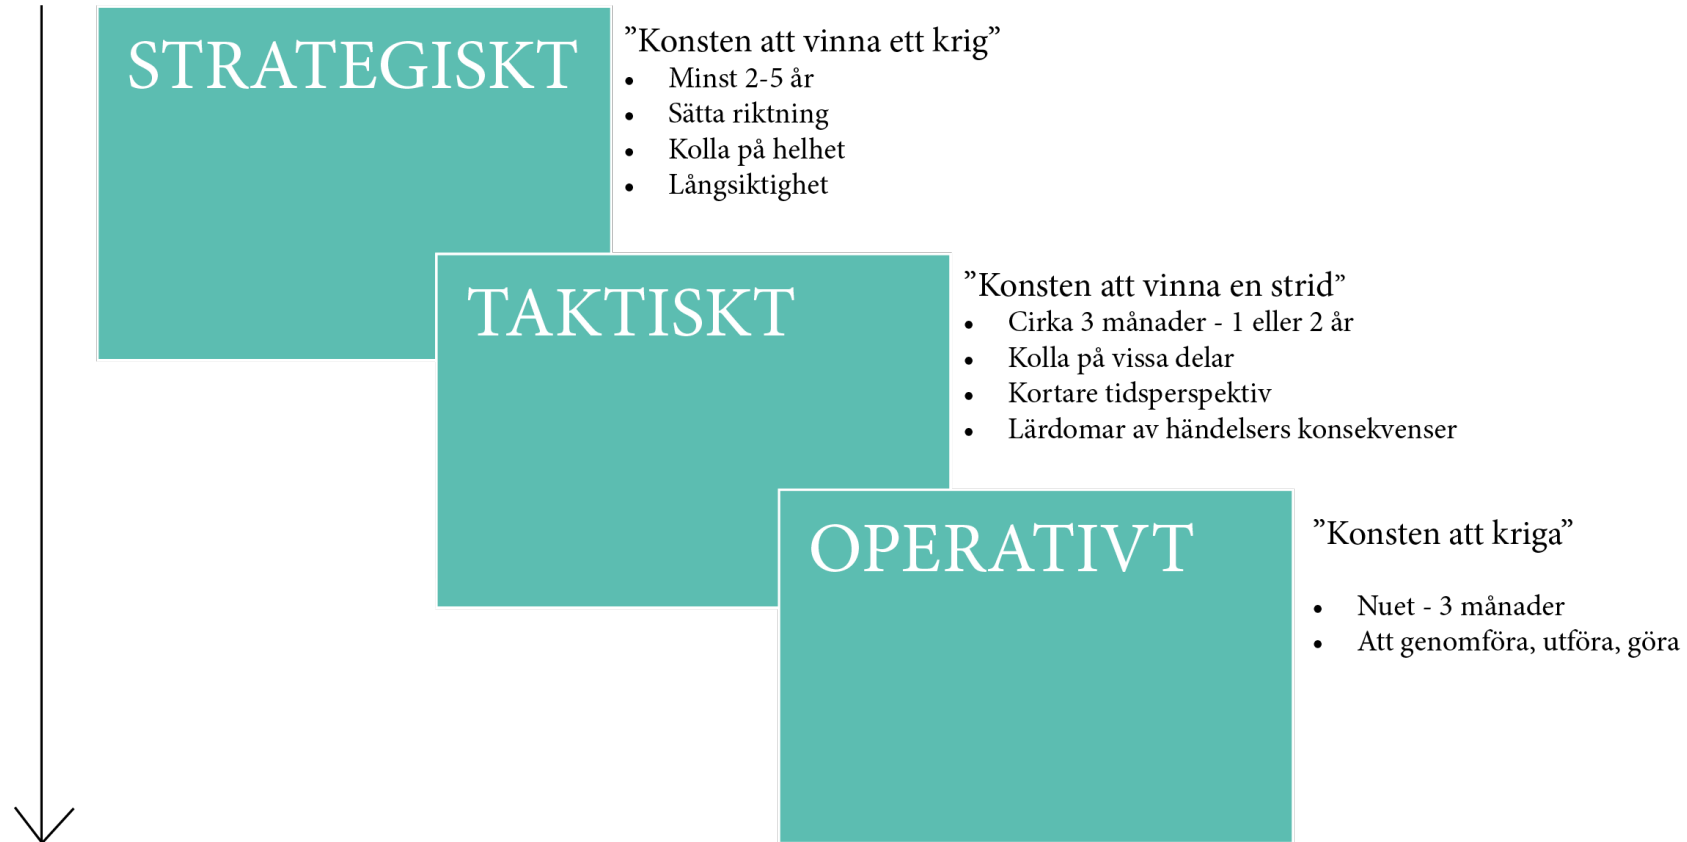 STRATEGISKT
”Konsten att vinna ett krig”
• Minst 2-5 år
• Sätta riktning
• Kolla på helhet
• Långsiktighet
TAKTISKT
”Konsten att vinna en strid”
• Cirka 3 månader - 1 eller 2 år
• Kolla på vissa delar
• Kortare tidsperspektiv
• Lärdomar av händelsers konsekvenser
OPERATIVT
”Konsten att kriga”
• Nuet - 3 månader
• Att genomföra, utföra, göra